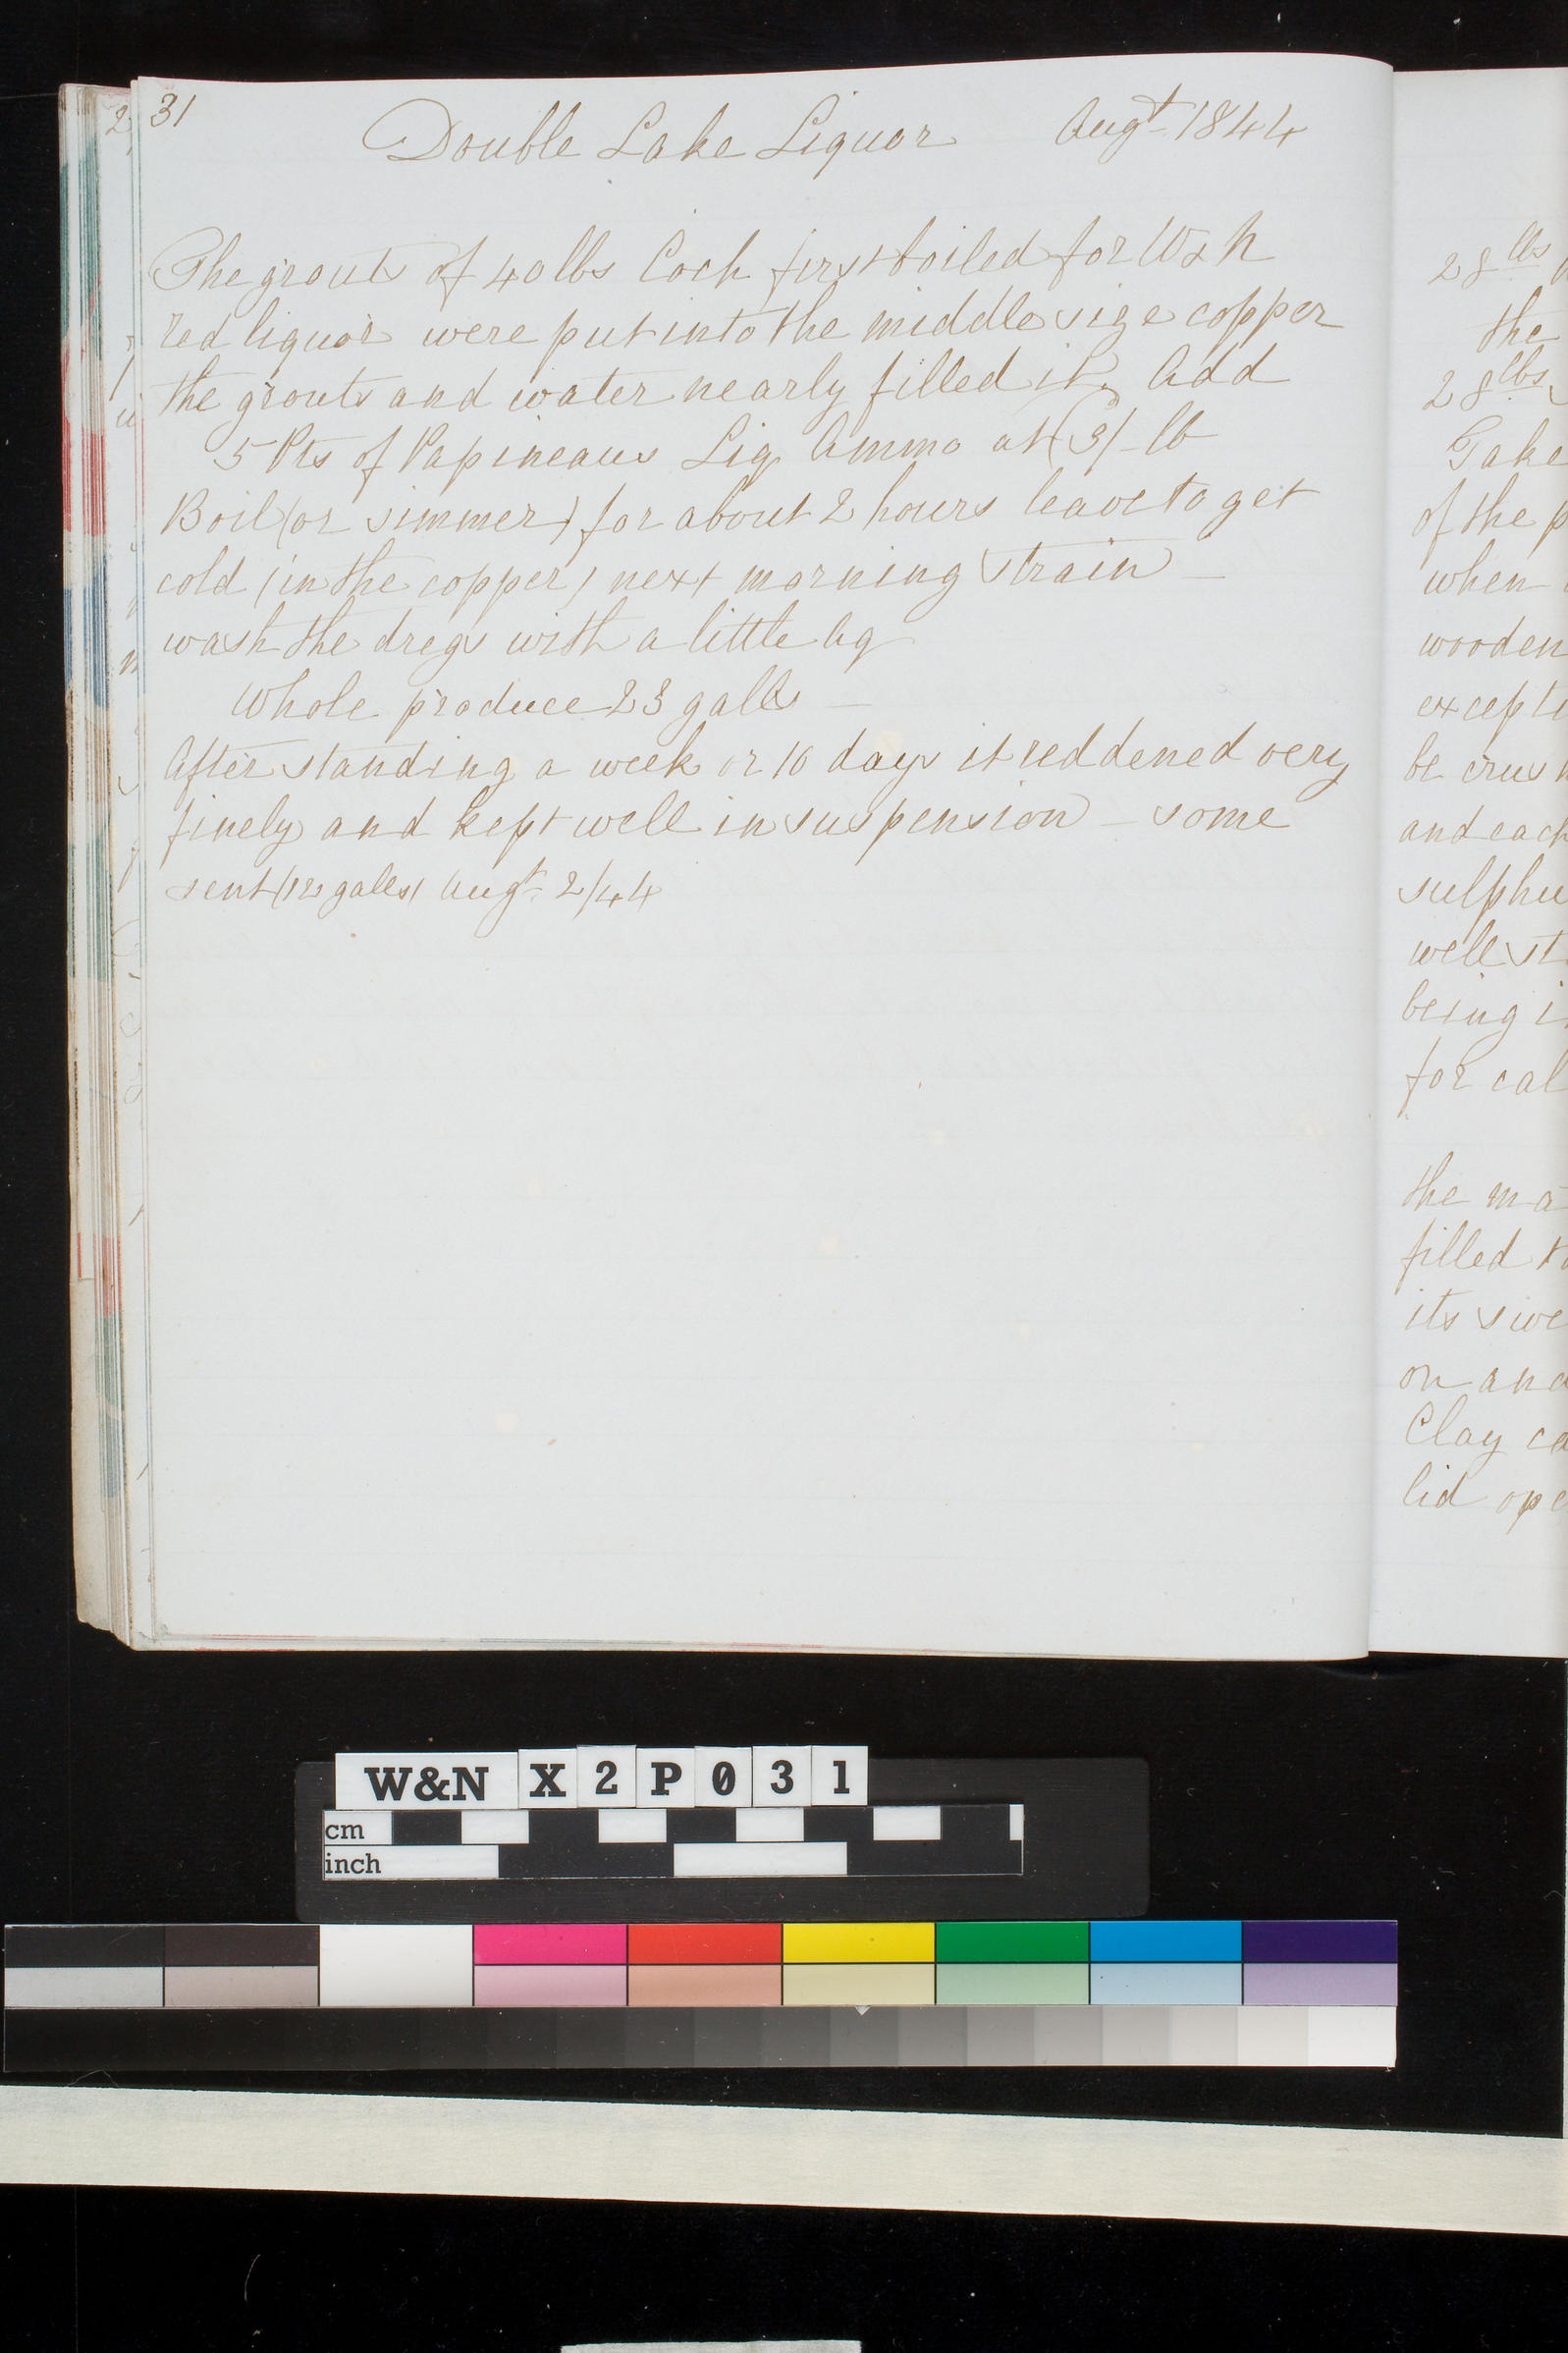 31
Double Lake Liquor Augt 1844
The grouts of 40 lbs Coch first boiled for W & N
red liquor were put into the middle size copper
the grouts and water nearly filled it. Add
5 Pts of Papineaus Liq Ammo at (3/- lb
Boil (or simmer) for about 2 hours leave to get
cold (in the copper) next morning strain –
wash the dregs with a little aq
Whole produce 23 galls –
After standing a week or 10 days it reddened very
finely and kept well in suspension – some
sent (12 galls) Augt 2/44
28 lbs
the
28 lbs
Take
of the p
when
wooden
be crush
and each
well st
being i
for cal
the ma
filled to
its swe
on and
Clay ca
lid ope
W&N X2P031
cm
inch